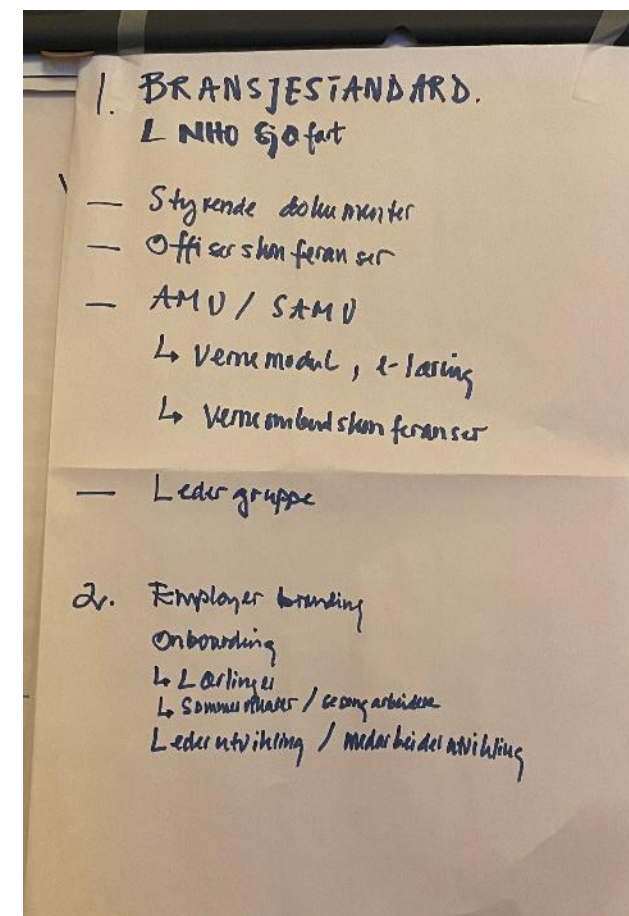 1. BRANSJESTANDARD.
L NHO Sjøfart
— Styrende dokumenter
— Offiserskonferanser
— AMU / SAMU
↳ Vernemodul, e-læring
↳ Verneombudskonferanser
— Ledergruppe
2. Employer branding
Onboarding
↳ Lærlinger
↳ Sommervikarer / sesongarbeidere
Lederutvikling / medarbeiderutvikling